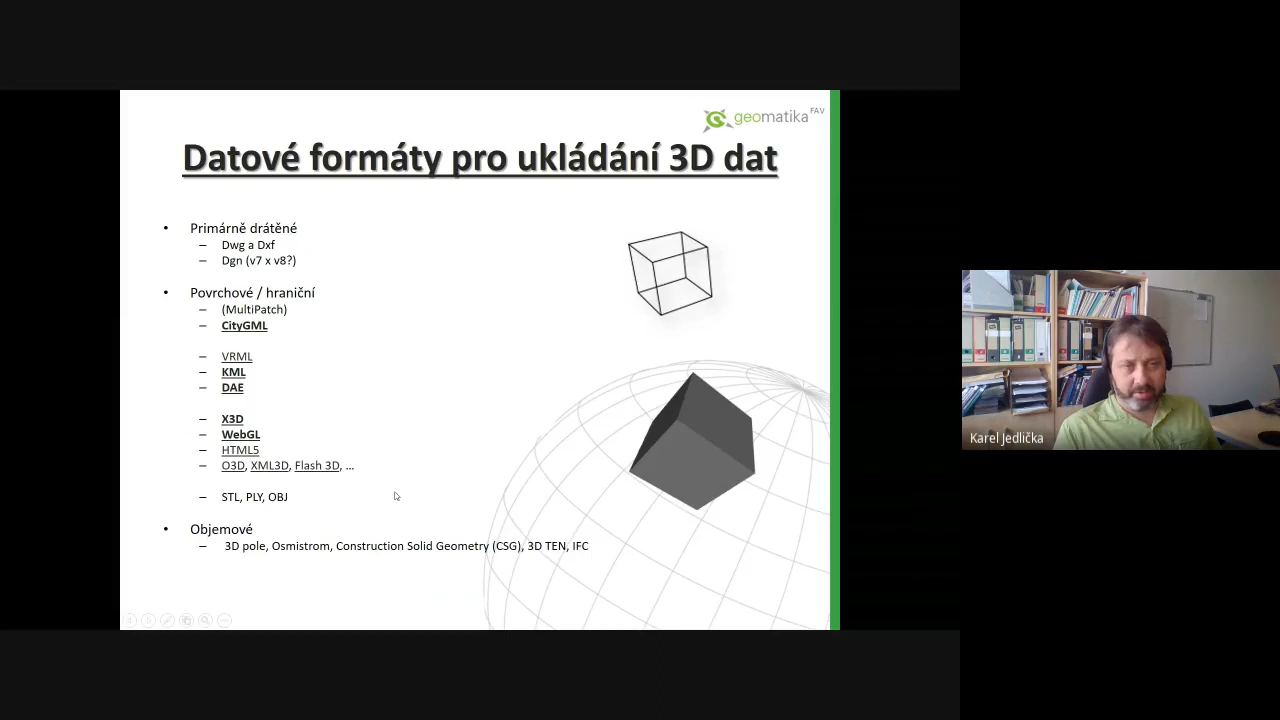 geomatika FAV
Datové formáty pro ukládání 3D dat
• Primárně drátěné
– Dwg a Dxf
– Dgn (v7 x v8?)
• Povrchové / hraniční
– (MultiPatch)
– CityGML
– VRML
– KML
– DAE
– X3D
– WebGL
– HTML5
– O3D, XML3D, Flash 3D, ...
– STL, PLY, OBJ
• Objemové
– 3D pole, Osmistrom, Construction Solid Geometry (CSG), 3D TEN, IFC
Karel Jedlička